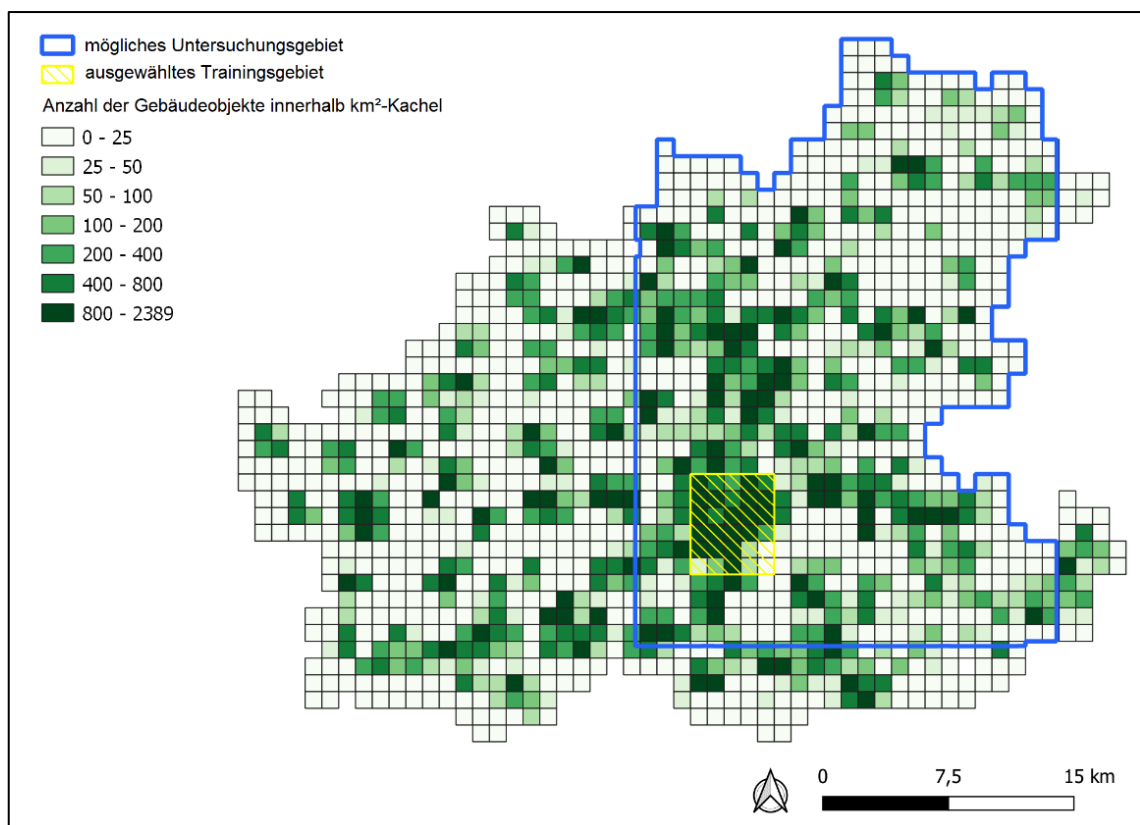 mögliches Untersuchungsgebiet
ausgewähltes Trainingsgebiet
Anzahl der Gebäudeobjekte innerhalb km²-Kachel
0 - 25
25 - 50
50 - 100
100 - 200
200 - 400
400 - 800
800 - 2389
0 7,5 15 km